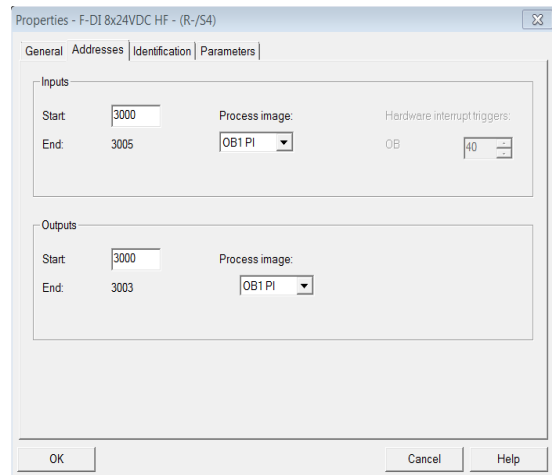 Properties - F-DI 8x24VDC HF - (R-/S4)
General Addresses Identification Parameters
Inputs
Start: 3000 Process image: Hardware interrupt triggers:
End: 3005 OB1 PI OB 40
Outputs
Start: 3000 Process image:
End: 3003 OB1 PI
OK Cancel Help